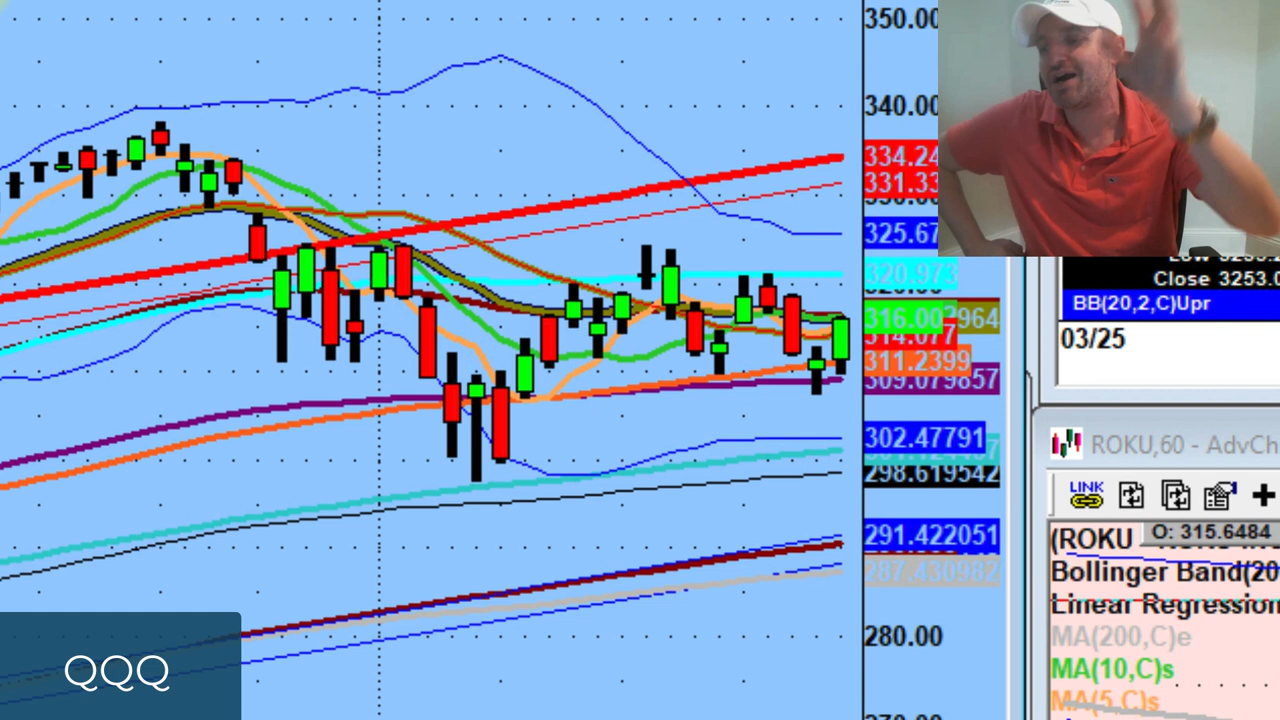 350.00
340.00
334.24
331.33
325.67
320.973
316.00
311.2399
309.079857
302.47791
298.619542
291.422051
287.430982
280.00
QQQ
Close 3253.0
BB(20,2,C)Upr
03/25
ROKU,60 - AdvCh
LINK
O: 315.6484
(ROKU
Bollinger Band(20
Linear Regression
MA(200,C)e
MA(10,C)s
MA(5,C)s